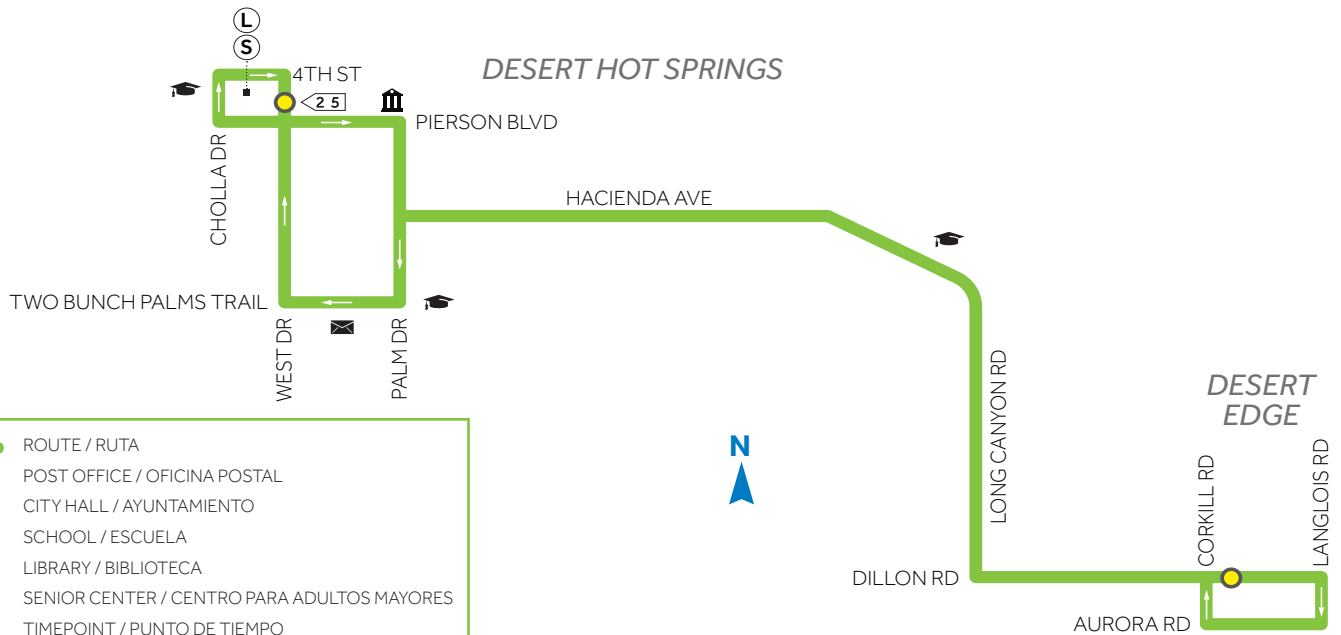 L
S
4TH ST
DESERT HOT SPRINGS
2 5
PIERSON BLVD
CHOLLA DR
HACIENDA AVE
TWO BUNCH PALMS TRAIL
WEST DR
PALM DR
LONG CANYON RD
DESERT
EDGE
N
CORKILL RD
LANGLOIS RD
DILLON RD
AURORA RD
ROUTE / RUTA
POST OFFICE / OFICINA POSTAL
CITY HALL / AYUNTAMIENTO
SCHOOL / ESCUELA
LIBRARY / BIBLIOTECA
SENIOR CENTER / CENTRO PARA ADULTOS MAYORES
TIMEPOINT / PUNTO DE TIEMPO